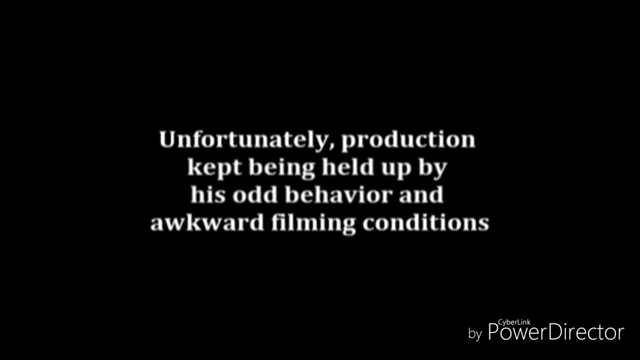 Unfortunately, production
kept being held up by
his odd behavior and
awkward filming conditions
CyberLink
by PowerDirector